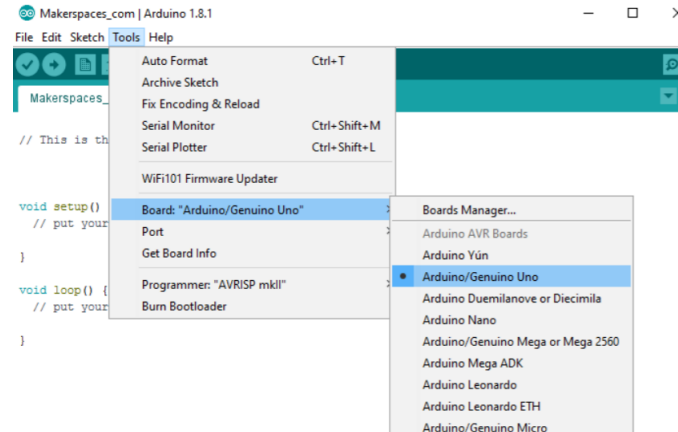 Makerspaces_com | Arduino 1.8.1
File Edit Sketch Tools Help
Makerspaces_
// This is th
void setup()
// put your
}
void loop() {
// put your
}
Auto Format Ctrl+T
Archive Sketch
Fix Encoding & Reload
Serial Monitor Ctrl+Shift+M
Serial Plotter Ctrl+Shift+L
WiFi101 Firmware Updater
Board: "Arduino/Genuino Uno"
Port
Get Board Info
Programmer: "AVRISP mkII"
Burn Bootloader
Boards Manager...
Arduino AVR Boards
Arduino Yún
Arduino/Genuino Uno
Arduino Duemilanove or Diecimila
Arduino Nano
Arduino/Genuino Mega or Mega 2560
Arduino Mega ADK
Arduino Leonardo
Arduino Leonardo ETH
Arduino/Genuino Micro